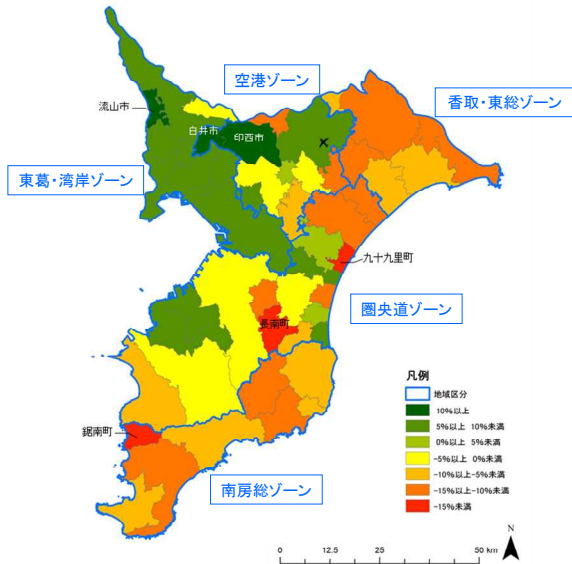 空港ゾーン
香取・東総ゾーン
流山市
白井市
印西市
東葛・湾岸ゾーン
九十九里町
圏央道ゾーン
長南町
凡例
地域区分
10%以上
5%以上 10%未満
0%以上 5%未満
-5%以上 0%未満
-10%以上-5%未満
-15%以上-10%未満
-15%未満
鋸南町
南房総ゾーン
N
0 12.5 25 50 km